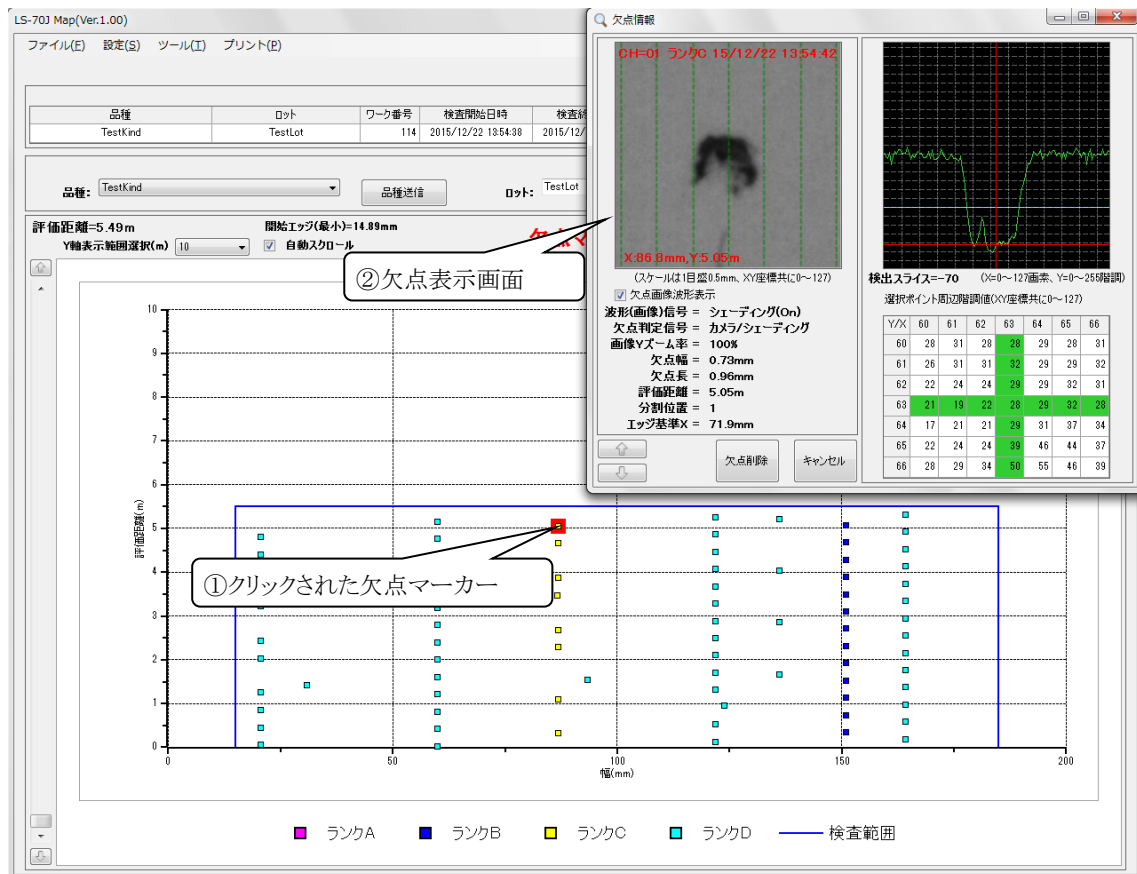 LS-70J Map(Ver.1.00)
ファイル(F) 設定(S) ツール(T) プリント(P)
品種 ロット ワーク番号 検査開始日時
TestKind TestLot 114 2015/12/22 13:54:38 2015/12/
品種: TestKind 品種送信 ロット: TestLot
評価距離=5.49m 開始エッジ(最小)=14.89mm
Y軸表示範囲選択(m) 10 自動スクロール
欠点情報
CH=01 ランクC 15/12/22 13:54:42
X:86.8mm,Y:5.05m
(スケールは1目盛0.5mm、XY座標共に0～127)
欠点画像波形表示
波形(画像)信号 = シェーディング(On)
欠点判定信号 = カメラ/シェーディング
画像Yズーム率 = 100%
欠点幅 = 0.73mm
欠点長 = 0.96mm
評価距離 = 5.05m
分割位置 = 1
エッジ基準X = 71.9mm
欠点削除 キャンセル
検出スライス=-70 (X=0～127画素、Y=0～255階調)
選択ポイント周辺階調値(XY座標共に0～127)
Y/X 60 61 62 63 64 65 66
60 28 31 28 28 29 28 31
61 26 31 31 32 29 29 32
62 22 24 24 29 29 32 31
63 21 19 22 28 29 32 28
64 17 21 21 29 31 37 34
65 22 24 24 39 46 44 37
66 28 29 34 50 55 46 39
②欠点表示画面
①クリックされた欠点マーカー
評価距離(m)
10
9
8
7
6
5
4
3
2
1
0
0 50 100 150 200
幅(mm)
ランクA ランクB ランクC ランクD 検査範囲